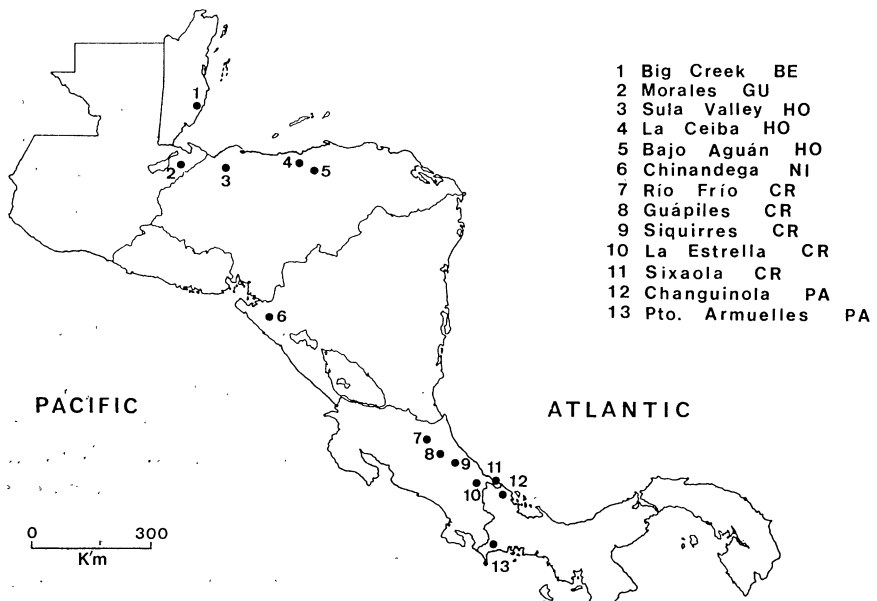 1 Big Creek BE
2 Morales GU
3 Sula Valley HO
4 La Ceiba HO
5 Bajo Aguán HO
6 Chinandega NI
7 Río Frío CR
8 Guápiles CR
9 Siquirres CR
10 La Estrella CR
11 Sixaola CR
12 Changuinola PA
13 Pto. Armuelles PA
1
2
3
4
5
6
PACIFIC
ATLANTIC
7
8
9
10
11
12
13
0 300
K'm